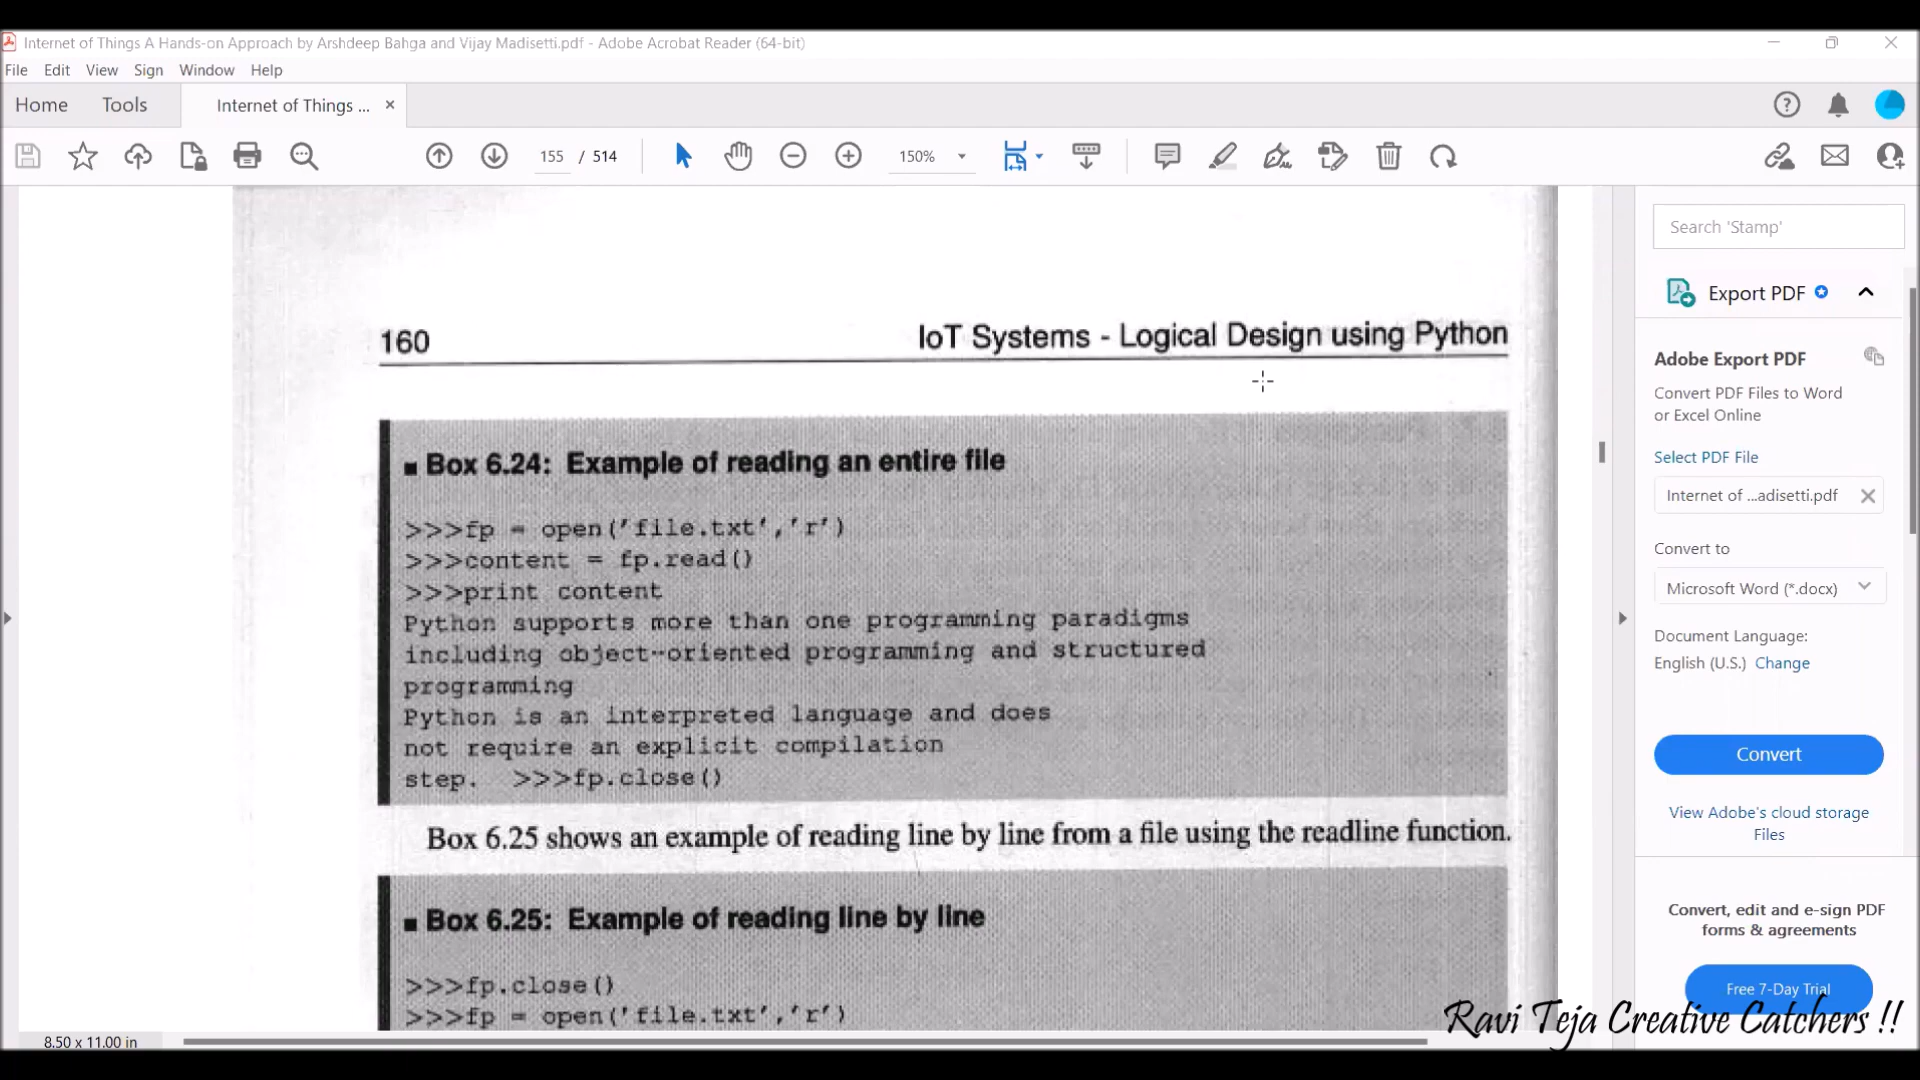 Internet of Things A Hands-on Approach by Arshdeep Bahga and Vijay Madisetti.pdf - Adobe Acrobat Reader (64-bit)
File Edit View Sign Window Help
Home Tools Internet of Things ... ×
155 / 514 150%
Search 'Stamp'
Export PDF
Adobe Export PDF
Convert PDF Files to Word
or Excel Online
Select PDF File
Internet of ...adisetti.pdf
Convert to
Microsoft Word (*.docx)
Document Language:
English (U.S.) Change
Convert
View Adobe's cloud storage
Files
Convert, edit and e-sign PDF
forms & agreements
Free 7-Day Trial
160 IoT Systems - Logical Design using Python
■ Box 6.24: Example of reading an entire file
>>>fp = open('file.txt','r')
>>>content = fp.read()
>>>print content
Python supports more than one programming paradigms
including object-oriented programming and structured
programming
Python is an interpreted language and does
not require an explicit compilation
step. >>>fp.close()
Box 6.25 shows an example of reading line by line from a file using the readline function.
■ Box 6.25: Example of reading line by line
>>>fp.close()
>>>fp = open('file.txt','r')
8.50 x 11.00 in
Ravi Teja Creative Catchers !!